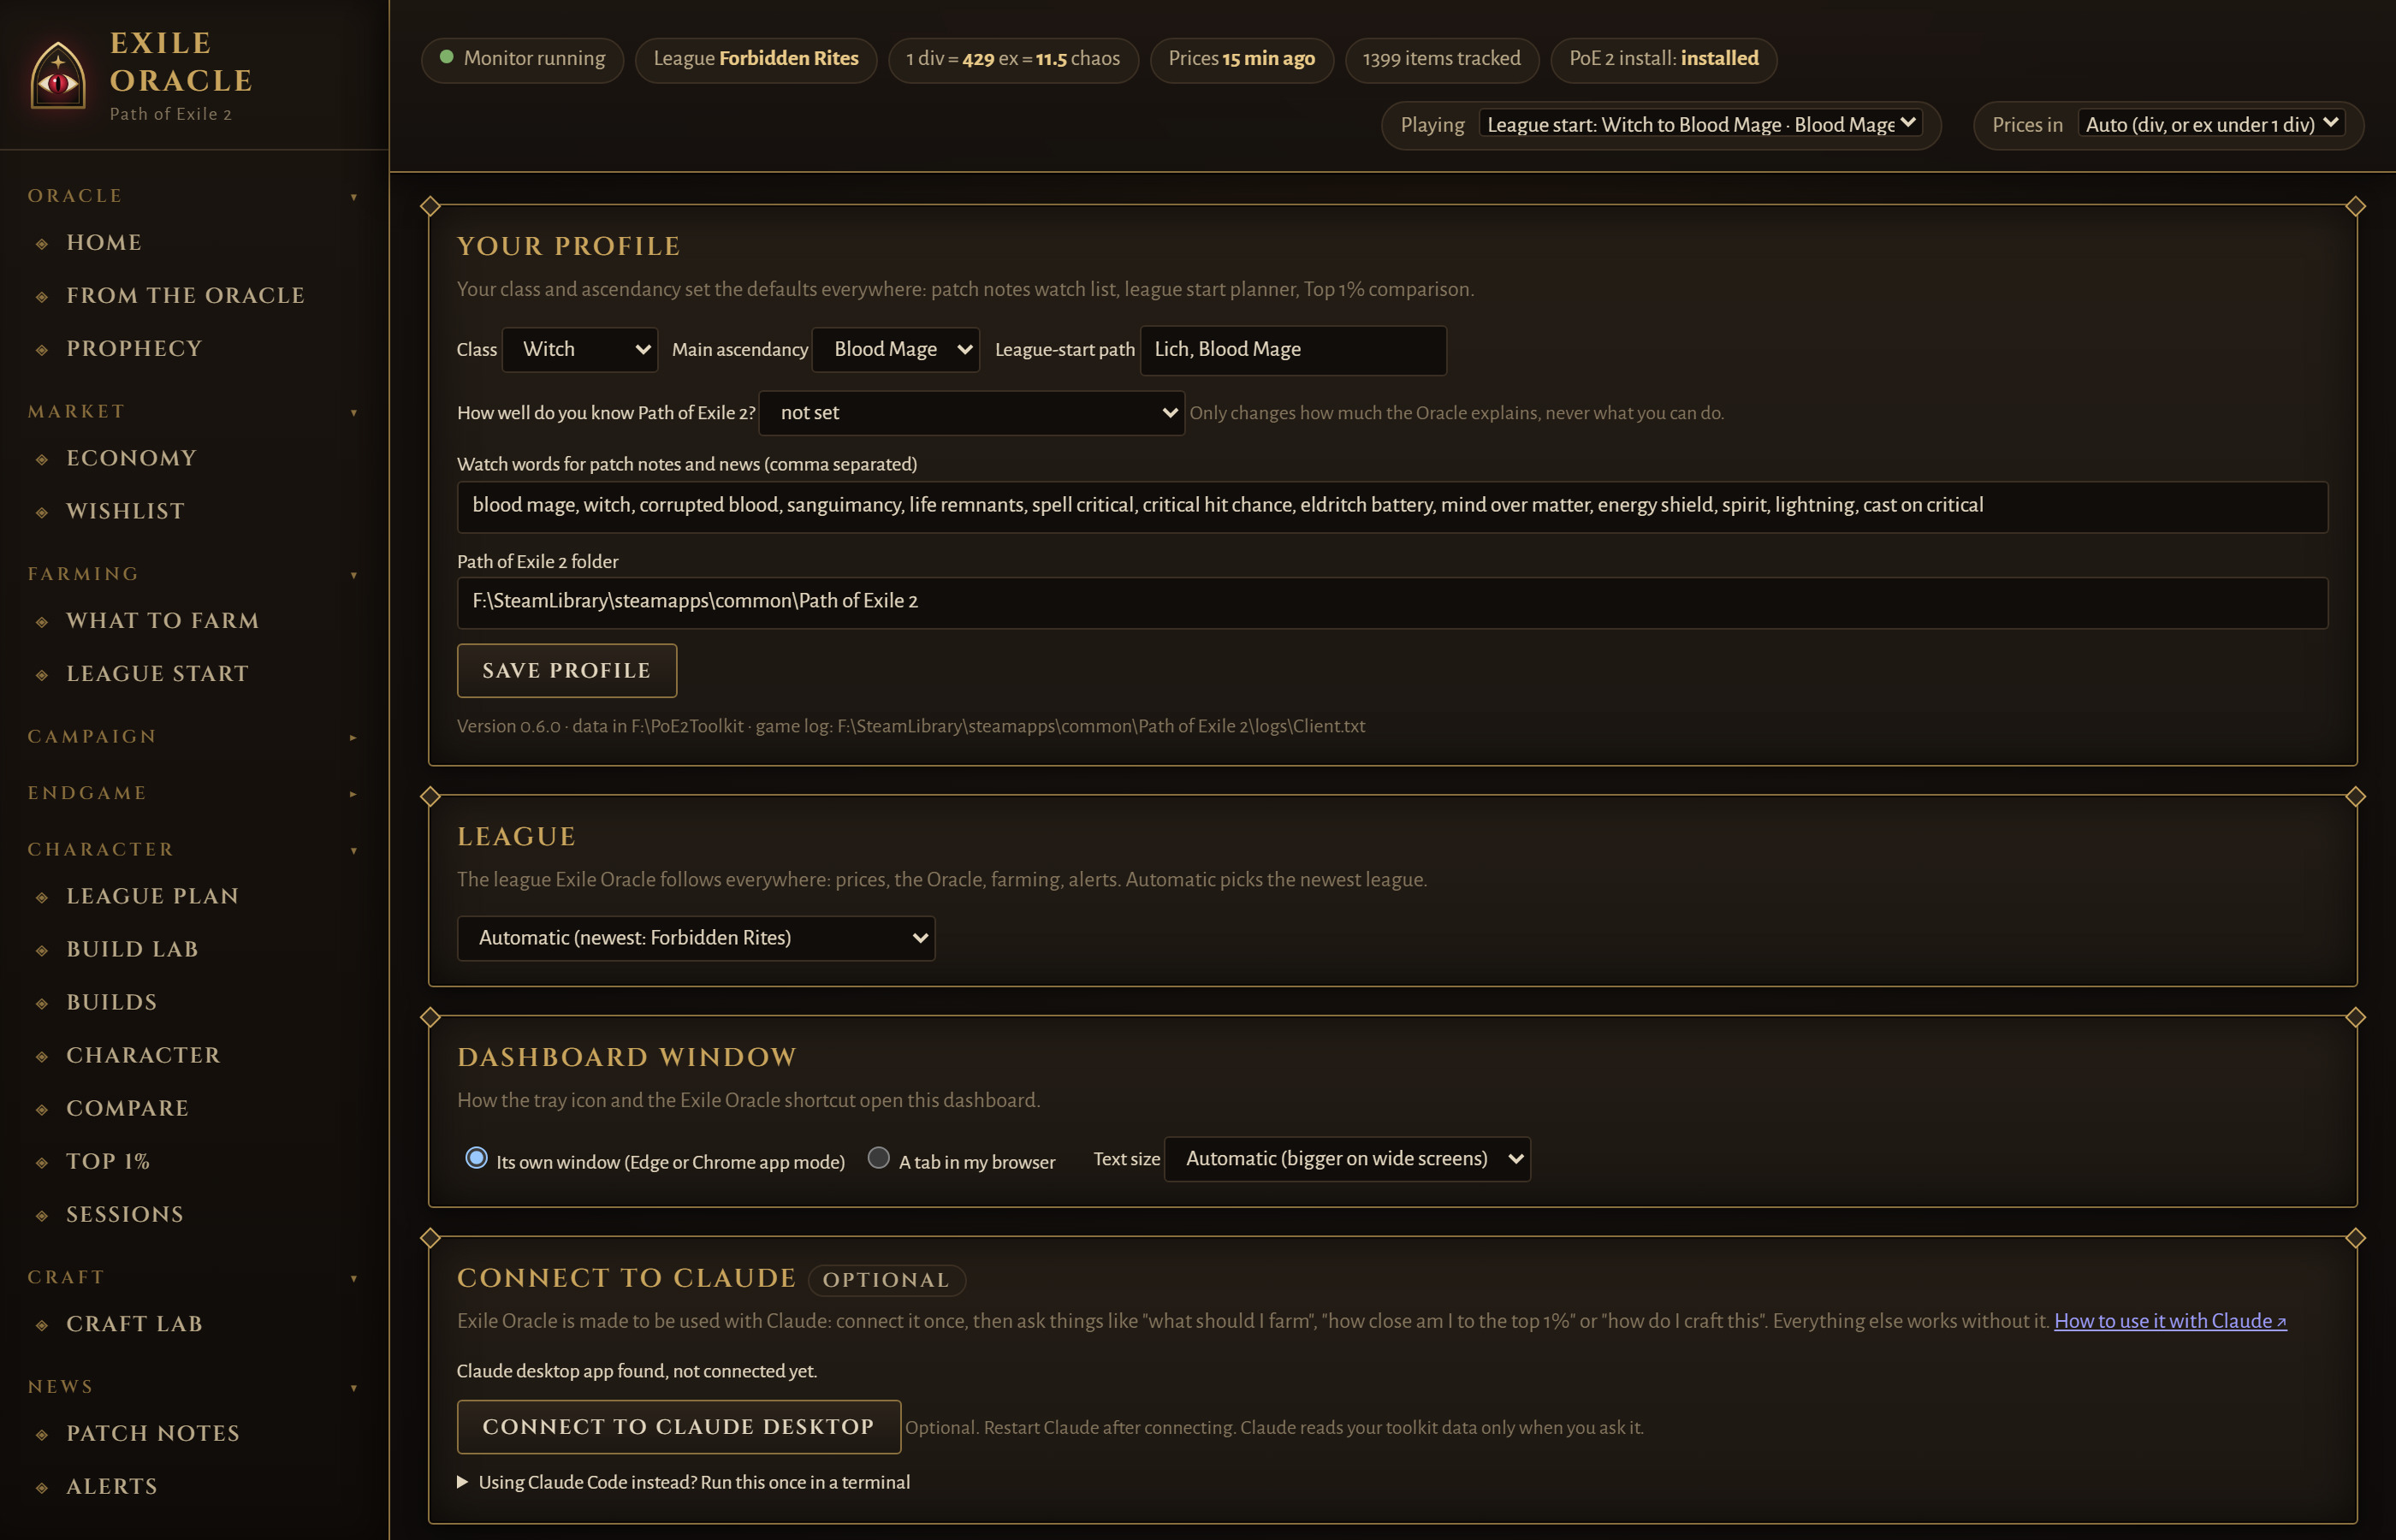 EXILE
ORACLE
Path of Exile 2
ORACLE
HOME
FROM THE ORACLE
PROPHECY
MARKET
ECONOMY
WISHLIST
FARMING
WHAT TO FARM
LEAGUE START
CAMPAIGN
ENDGAME
CHARACTER
LEAGUE PLAN
BUILD LAB
BUILDS
CHARACTER
COMPARE
TOP 1%
SESSIONS
CRAFT
CRAFT LAB
NEWS
PATCH NOTES
ALERTS
Monitor running
League Forbidden Rites
1 div = 429 ex = 11.5 chaos
Prices 15 min ago
1399 items tracked
PoE 2 install: installed
Playing League start: Witch to Blood Mage · Blood Mage
Prices in Auto (div, or ex under 1 div)
YOUR PROFILE
Your class and ascendancy set the defaults everywhere: patch notes watch list, league start planner, Top 1% comparison.
Class Witch Main ascendancy Blood Mage League-start path Lich, Blood Mage
How well do you know Path of Exile 2? not set Only changes how much the Oracle explains, never what you can do.
Watch words for patch notes and news (comma separated)
blood mage, witch, corrupted blood, sanguimancy, life remnants, spell critical, critical hit chance, eldritch battery, mind over matter, energy shield, spirit, lightning, cast on critical
Path of Exile 2 folder
F:\SteamLibrary\steamapps\common\Path of Exile 2
SAVE PROFILE
Version 0.6.0 · data in F:\PoE2Toolkit · game log: F:\SteamLibrary\steamapps\common\Path of Exile 2\logs\Client.txt
LEAGUE
The league Exile Oracle follows everywhere: prices, the Oracle, farming, alerts. Automatic picks the newest league.
Automatic (newest: Forbidden Rites)
DASHBOARD WINDOW
How the tray icon and the Exile Oracle shortcut open this dashboard.
Its own window (Edge or Chrome app mode) A tab in my browser Text size Automatic (bigger on wide screens)
CONNECT TO CLAUDE OPTIONAL
Exile Oracle is made to be used with Claude: connect it once, then ask things like "what should I farm", "how close am I to the top 1%" or "how do I craft this". Everything else works without it. How to use it with Claude ↗
Claude desktop app found, not connected yet.
CONNECT TO CLAUDE DESKTOP Optional. Restart Claude after connecting. Claude reads your toolkit data only when you ask it.
Using Claude Code instead? Run this once in a terminal